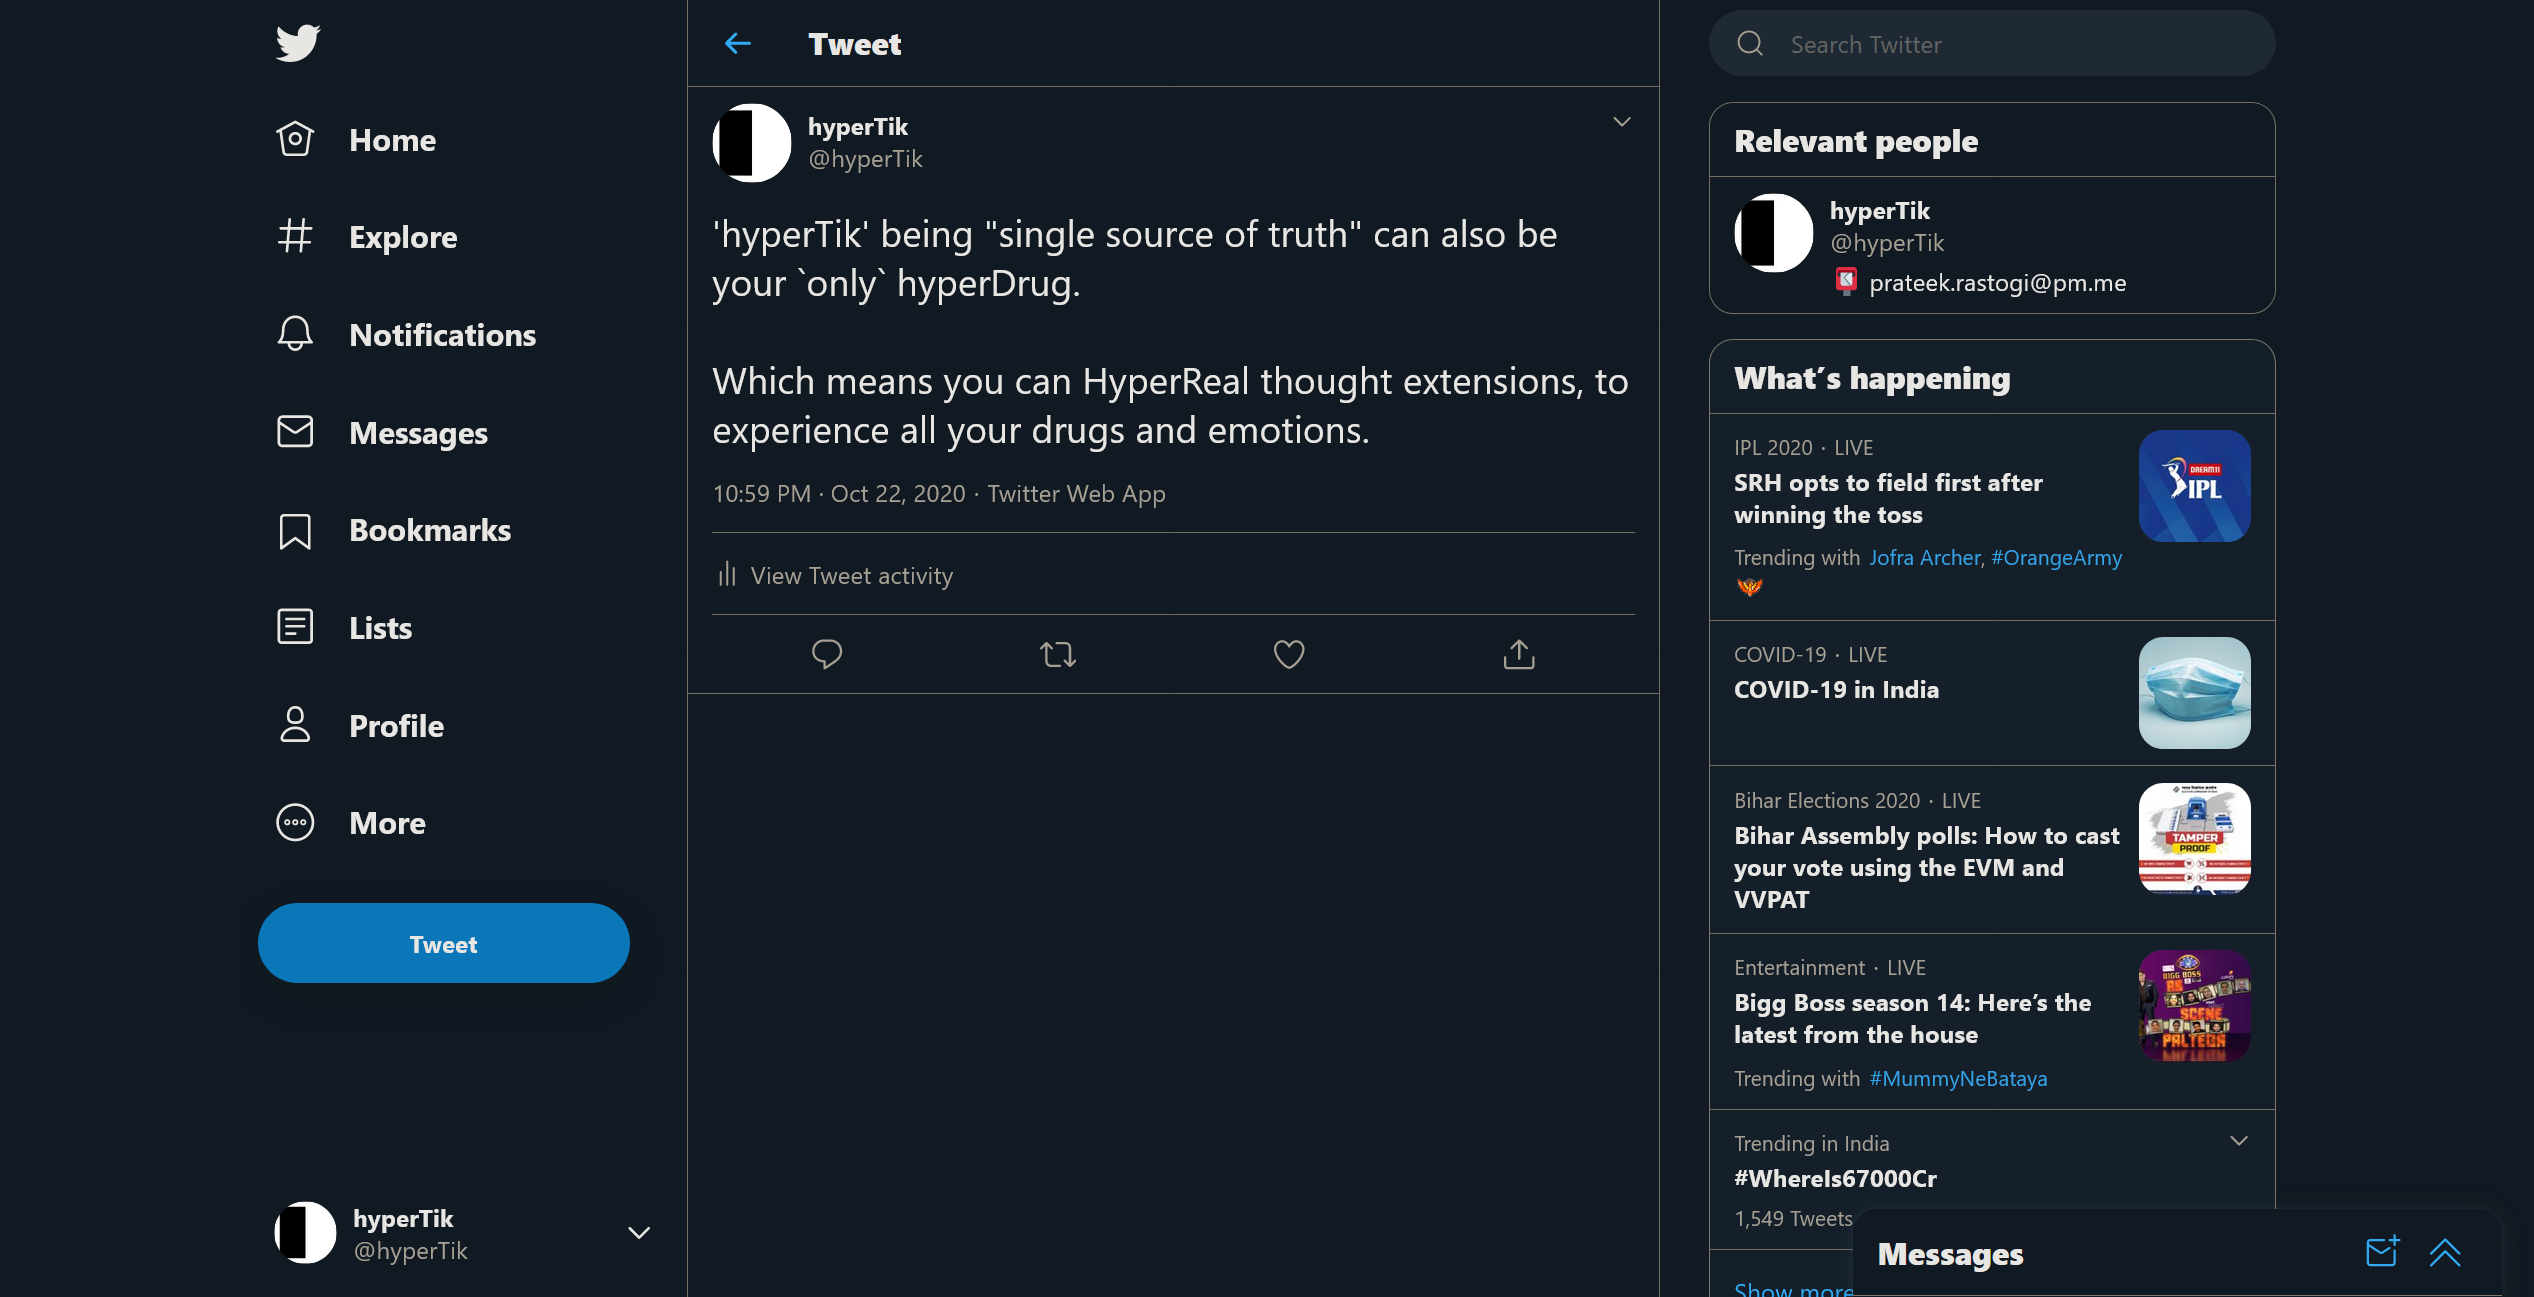 Home
Explore
Notifications
Messages
Bookmarks
Lists
Profile
More
Tweet
hyperTik
@hyperTik
Tweet
hyperTik
@hyperTik
'hyperTik' being "single source of truth" can also be
your `only` hyperDrug.
Which means you can HyperReal thought extensions, to
experience all your drugs and emotions.
10:59 PM · Oct 22, 2020 · Twitter Web App
View Tweet activity
Search Twitter
Relevant people
hyperTik
@hyperTik
prateek.rastogi@pm.me
What's happening
IPL 2020 · LIVE
SRH opts to field first after
winning the toss
Trending with Jofra Archer, #OrangeArmy
DREAM11
IPL
COVID-19 · LIVE
COVID-19 in India
Bihar Elections 2020 · LIVE
Bihar Assembly polls: How to cast
your vote using the EVM and
VVPAT
TAMPER
PROOF
Entertainment · LIVE
Bigg Boss season 14: Here's the
latest from the house
Trending with #MummyNeBataya
BIGG BOSS
SCENE
PALTEGA
Trending in India
#WhereIs67000Cr
1,549 Tweets
Show more
Messages